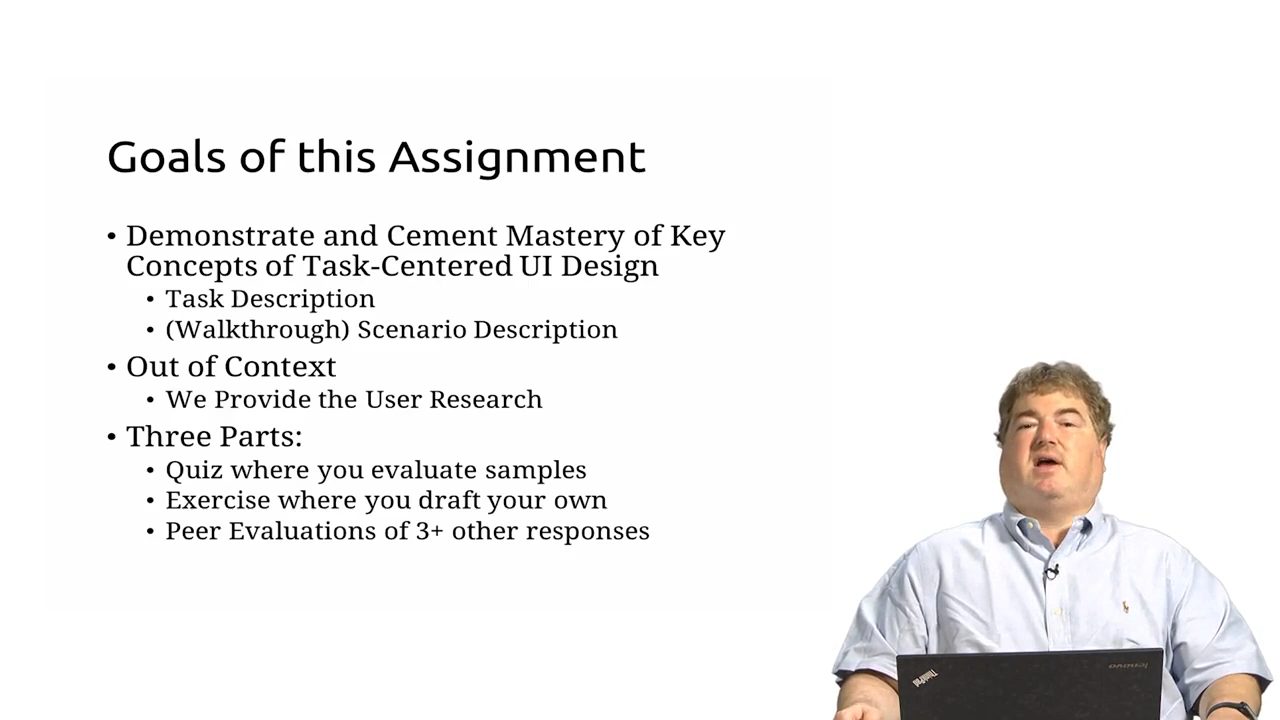 Goals of this Assignment
• Demonstrate and Cement Mastery of Key
Concepts of Task-Centered UI Design
• Task Description
• (Walkthrough) Scenario Description
• Out of Context
• We Provide the User Research
• Three Parts:
• Quiz where you evaluate samples
• Exercise where you draft your own
• Peer Evaluations of 3+ other responses
ThinkPad
lenovo